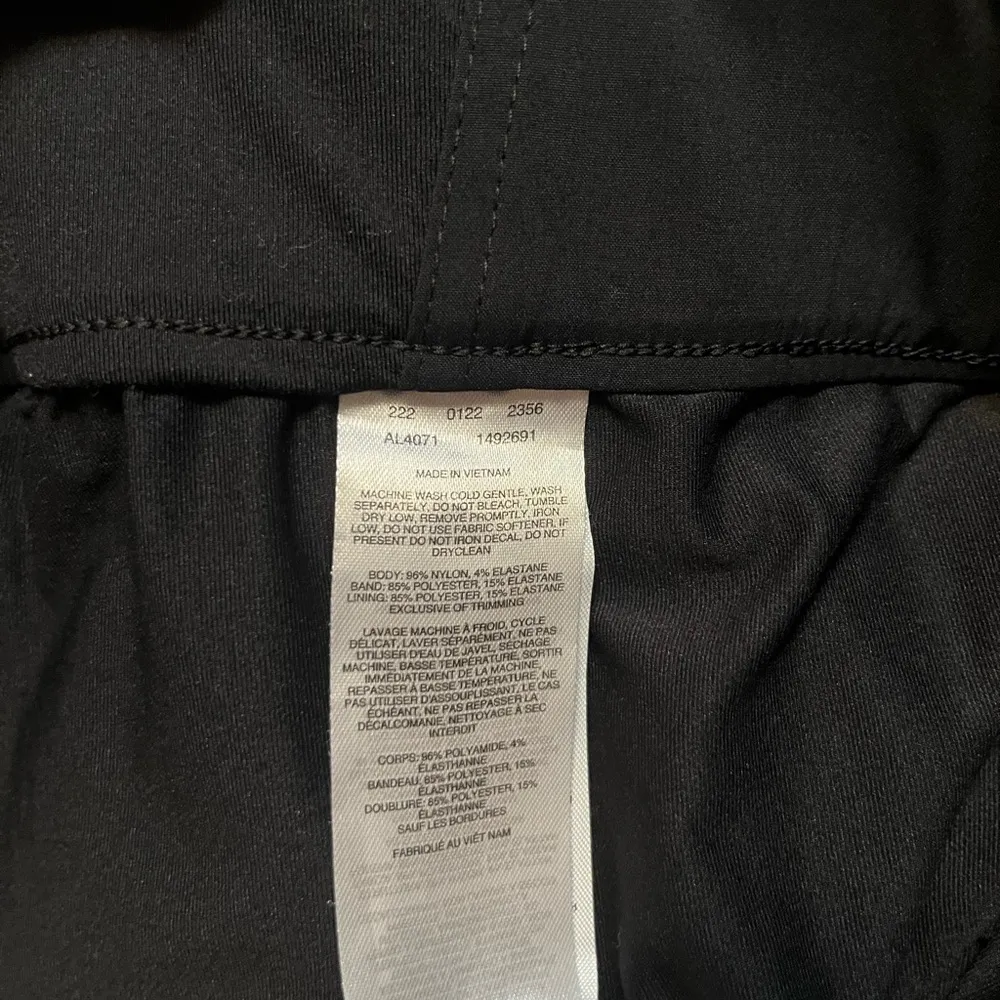 222 0122 2356
AL4071 1492691
MADE IN VIETNAM
MACHINE WASH COLD GENTLE, WASH
SEPARATELY, DO NOT BLEACH, TUMBLE
DRY LOW, REMOVE PROMPTLY, IRON
LOW, DO NOT USE FABRIC SOFTENER, IF
PRESENT DO NOT IRON DECAL, DO NOT
DRYCLEAN
BODY: 96% NYLON, 4% ELASTANE
BAND: 85% POLYESTER, 15% ELASTANE
LINING: 85% POLYESTER, 15% ELASTANE
EXCLUSIVE OF TRIMMING
LAVAGE MACHINE À FROID, CYCLE
DÉLICAT, LAVER SÉPARÉMENT, NE PAS
UTILISER D'EAU DE JAVEL, SÉCHAGE
MACHINE, BASSE TEMPÉRATURE, SORTIR
IMMÉDIATEMENT DE LA MACHINE,
REPASSER À BASSE TEMPÉRATURE, NE
PAS UTILISER D'ASSOUPLISSANT, LE CAS
ÉCHÉANT, NE PAS REPASSER LA
DÉCALCOMANIE, NETTOYAGE À SEC
INTERDIT
CORPS: 96% POLYAMIDE, 4%
ÉLASTHANNE
BANDEAU: 85% POLYESTER, 15%
ÉLASTHANNE
DOUBLURE: 85% POLYESTER, 15%
ÉLASTHANNE
SAUF LES BORDURES
FABRIQUÉ AU VIÊT NAM